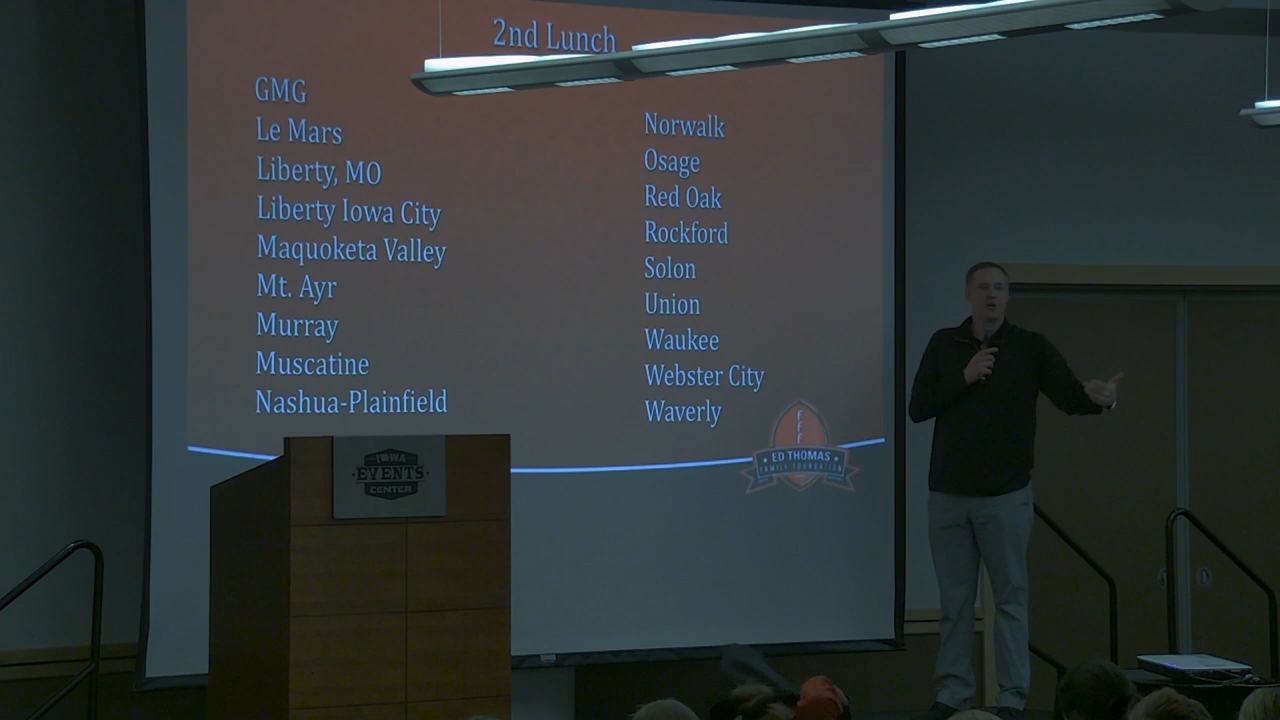 2nd Lunch
GMG
Le Mars
Liberty, MO
Liberty Iowa City
Maquoketa Valley
Mt. Ayr
Murray
Muscatine
Nashua-Plainfield
Norwalk
Osage
Red Oak
Rockford
Solon
Union
Waukee
Webster City
Waverly
FFF
ED THOMAS
FAMILY FOUNDATION
IOWA
EVENTS
CENTER